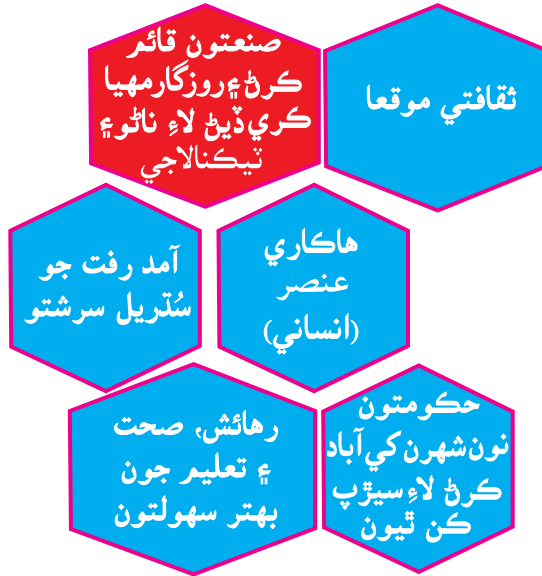 ثقافتي موقعا
صنعتون قائم
ڪرڻ ۽ روزگار مهيا
ڪري ڏيڻ لاءِ ناڻو ۽
ٽيڪنالاجي
هاڪاري
عنصر
(انساني)
آمد رفت جو
سُڌريل سرشتو
حڪومتون
نون شهرن کي آباد
ڪرڻ لاءِ سيڙپ
ڪن ٿيون
رهائش، صحت
۽ تعليم جون
بهتر سهولتون